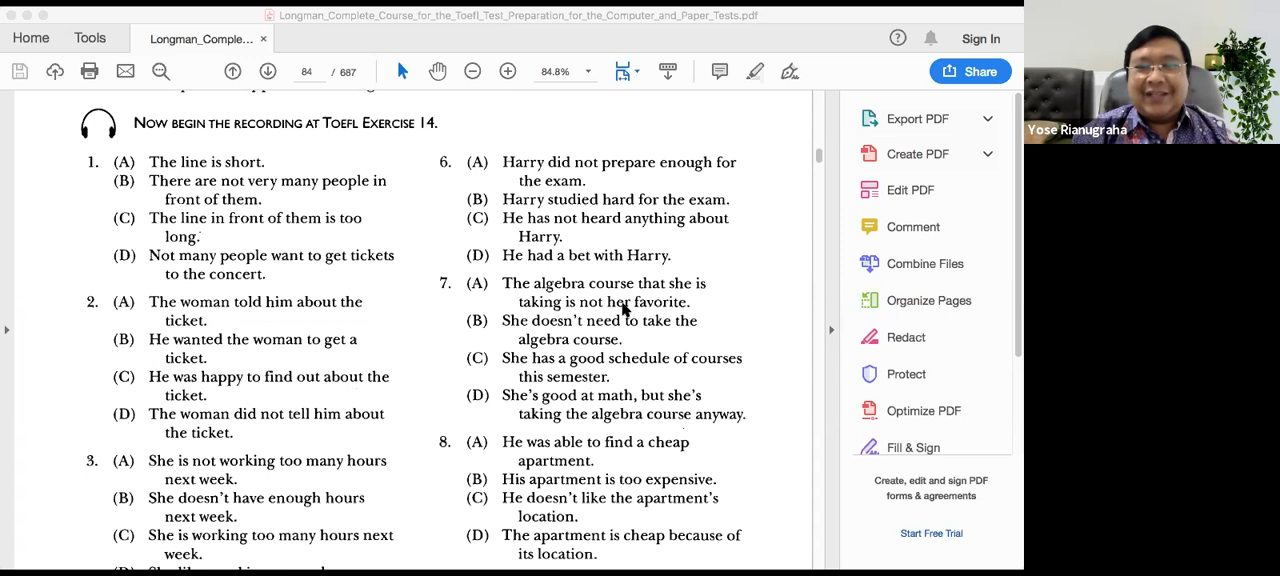 Longman_Complete_Course_for_the_Toefl_Test_Preparation_for_the_Computer_and_Paper_Tests.pdf
Home
Tools
Longman_Comple... ×
Sign In
84 / 687
84.8%
Share
NOW BEGIN THE RECORDING AT TOEFL EXERCISE 14.
1. (A) The line is short.
(B) There are not very many people in
front of them.
(C) The line in front of them is too
long.
(D) Not many people want to get tickets
to the concert.
2. (A) The woman told him about the
ticket.
(B) He wanted the woman to get a
ticket.
(C) He was happy to find out about the
ticket.
(D) The woman did not tell him about
the ticket.
3. (A) She is not working too many hours
next week.
(B) She doesn't have enough hours
next week.
(C) She is working too many hours next
week.
6. (A) Harry did not prepare enough for
the exam.
(B) Harry studied hard for the exam.
(C) He has not heard anything about
Harry.
(D) He had a bet with Harry.
7. (A) The algebra course that she is
taking is not her favorite.
(B) She doesn't need to take the
algebra course.
(C) She has a good schedule of courses
this semester.
(D) She's good at math, but she's
taking the algebra course anyway.
8. (A) He was able to find a cheap
apartment.
(B) His apartment is too expensive.
(C) He doesn't like the apartment's
location.
(D) The apartment is cheap because of
its location.
Export PDF
Create PDF
Edit PDF
Comment
Combine Files
Organize Pages
Redact
Protect
Optimize PDF
Fill & Sign
Create, edit and sign PDF
forms & agreements
Start Free Trial
Yose Rianugraha